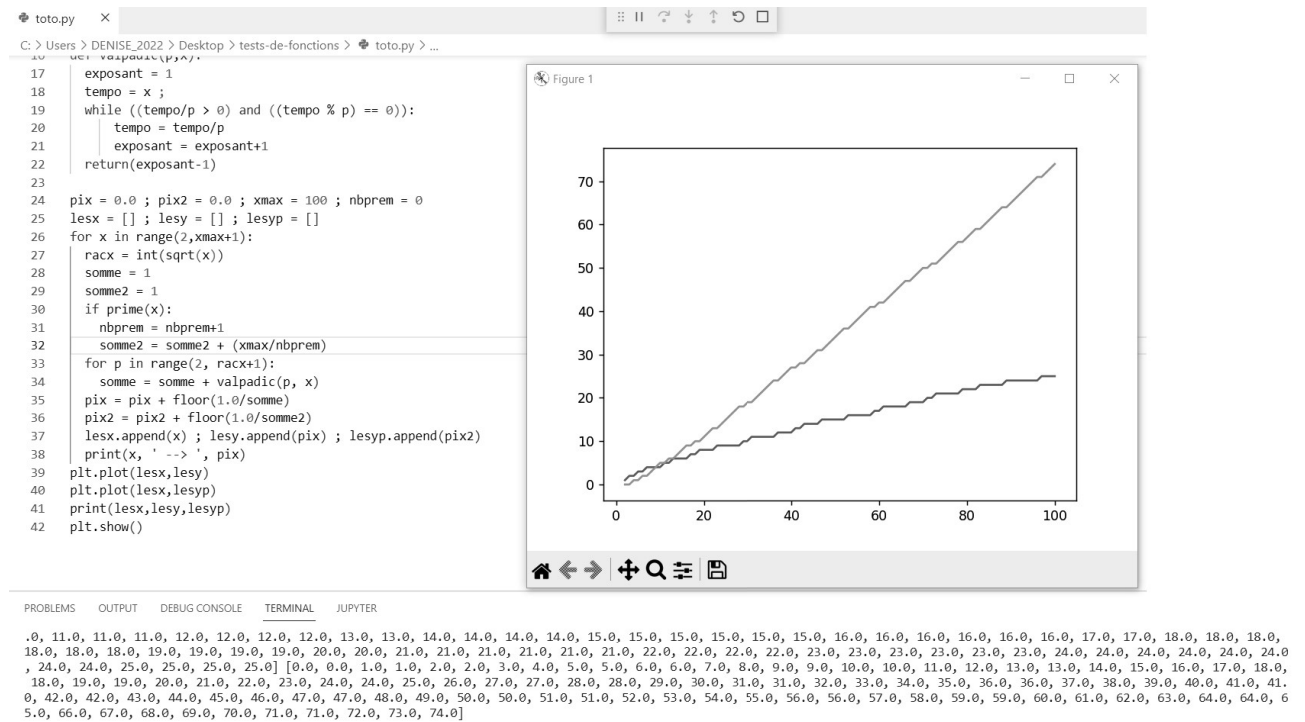 toto.py
C: > Users > DENISE_2022 > Desktop > tests-de-fonctions > toto.py > ...
16 def valpadic(p,x):
17 exposant = 1
18 tempo = x ;
19 while ((tempo/p > 0) and ((tempo % p) == 0)):
20 tempo = tempo/p
21 exposant = exposant+1
22 return(exposant-1)
23
24 pix = 0.0 ; pix2 = 0.0 ; xmax = 100 ; nbprem = 0
25 lesx = [] ; lesy = [] ; lesyp = []
26 for x in range(2,xmax+1):
27 racx = int(sqrt(x))
28 somme = 1
29 somme2 = 1
30 if prime(x):
31 nbprem = nbprem+1
32 somme2 = somme2 + (xmax/nbprem)
33 for p in range(2, racx+1):
34 somme = somme + valpadic(p, x)
35 pix = pix + floor(1.0/somme)
36 pix2 = pix2 + floor(1.0/somme2)
37 lesx.append(x) ; lesy.append(pix) ; lesyp.append(pix2)
38 print(x, ' --> ', pix)
39 plt.plot(lesx,lesy)
40 plt.plot(lesx,lesyp)
41 print(lesx,lesy,lesyp)
42 plt.show()
Figure 1
70
60
50
40
30
20
10
0
0 20 40 60 80 100
PROBLEMS OUTPUT DEBUG CONSOLE TERMINAL JUPYTER
.0, 11.0, 11.0, 11.0, 12.0, 12.0, 12.0, 12.0, 13.0, 13.0, 14.0, 14.0, 14.0, 14.0, 15.0, 15.0, 15.0, 15.0, 15.0, 15.0, 16.0, 16.0, 16.0, 16.0, 16.0, 16.0, 17.0, 17.0, 18.0, 18.0, 18.0,
18.0, 18.0, 18.0, 19.0, 19.0, 19.0, 19.0, 20.0, 20.0, 21.0, 21.0, 21.0, 21.0, 21.0, 21.0, 22.0, 22.0, 22.0, 22.0, 23.0, 23.0, 23.0, 23.0, 23.0, 23.0, 24.0, 24.0, 24.0, 24.0, 24.0, 24.0
, 24.0, 24.0, 25.0, 25.0, 25.0, 25.0] [0.0, 0.0, 1.0, 1.0, 2.0, 2.0, 3.0, 4.0, 5.0, 5.0, 6.0, 6.0, 7.0, 8.0, 9.0, 9.0, 10.0, 10.0, 11.0, 12.0, 13.0, 13.0, 14.0, 15.0, 16.0, 17.0, 18.0,
18.0, 19.0, 19.0, 20.0, 21.0, 22.0, 23.0, 24.0, 24.0, 25.0, 26.0, 27.0, 27.0, 28.0, 28.0, 29.0, 30.0, 31.0, 31.0, 32.0, 33.0, 34.0, 35.0, 36.0, 36.0, 37.0, 38.0, 39.0, 40.0, 41.0, 41.
0, 42.0, 42.0, 43.0, 44.0, 45.0, 46.0, 47.0, 47.0, 48.0, 49.0, 50.0, 50.0, 51.0, 51.0, 52.0, 53.0, 54.0, 55.0, 56.0, 56.0, 57.0, 58.0, 59.0, 59.0, 60.0, 61.0, 62.0, 63.0, 64.0, 64.0, 6
5.0, 66.0, 67.0, 68.0, 69.0, 70.0, 71.0, 71.0, 72.0, 73.0, 74.0]